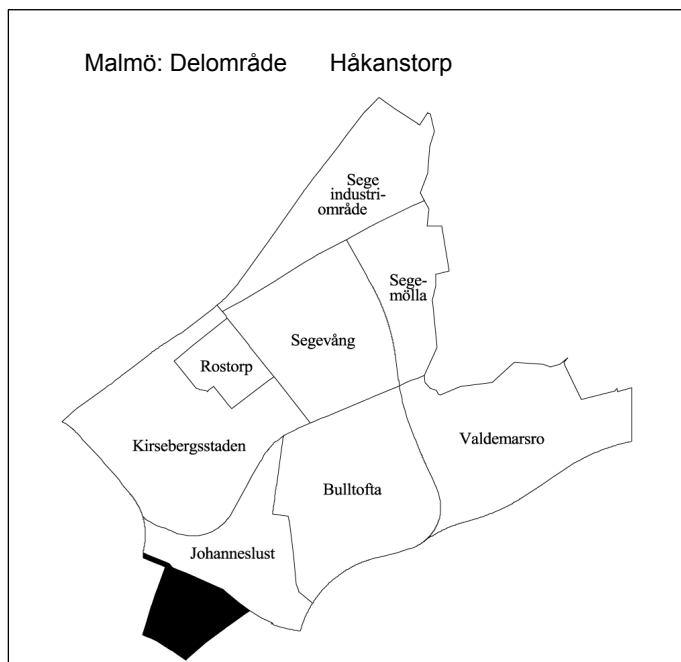 Malmö: Delområde Håkanstorp
Sege
industri-
område
Sege-
mölla
Segevång
Rostorp
Kirsebergsstaden
Valdemarsro
Bulltofta
Johanneslust